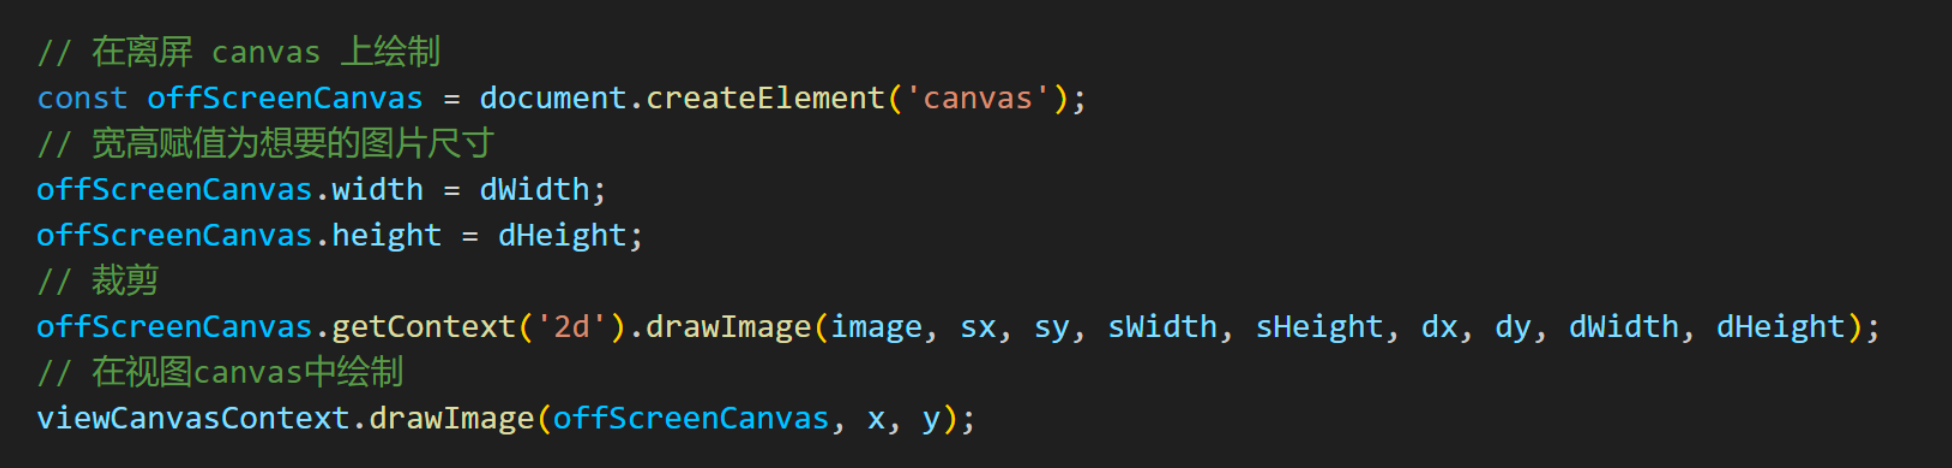 // 在离屏 canvas 上绘制
const offScreenCanvas = document.createElement('canvas');
// 宽高赋值为想要的图片尺寸
offScreenCanvas.width = dWidth;
offScreenCanvas.height = dHeight;
// 裁剪
offScreenCanvas.getContext('2d').drawImage(image, sx, sy, sWidth, sHeight, dx, dy, dWidth, dHeight);
// 在视图canvas中绘制
viewCanvasContext.drawImage(offScreenCanvas, x, y);